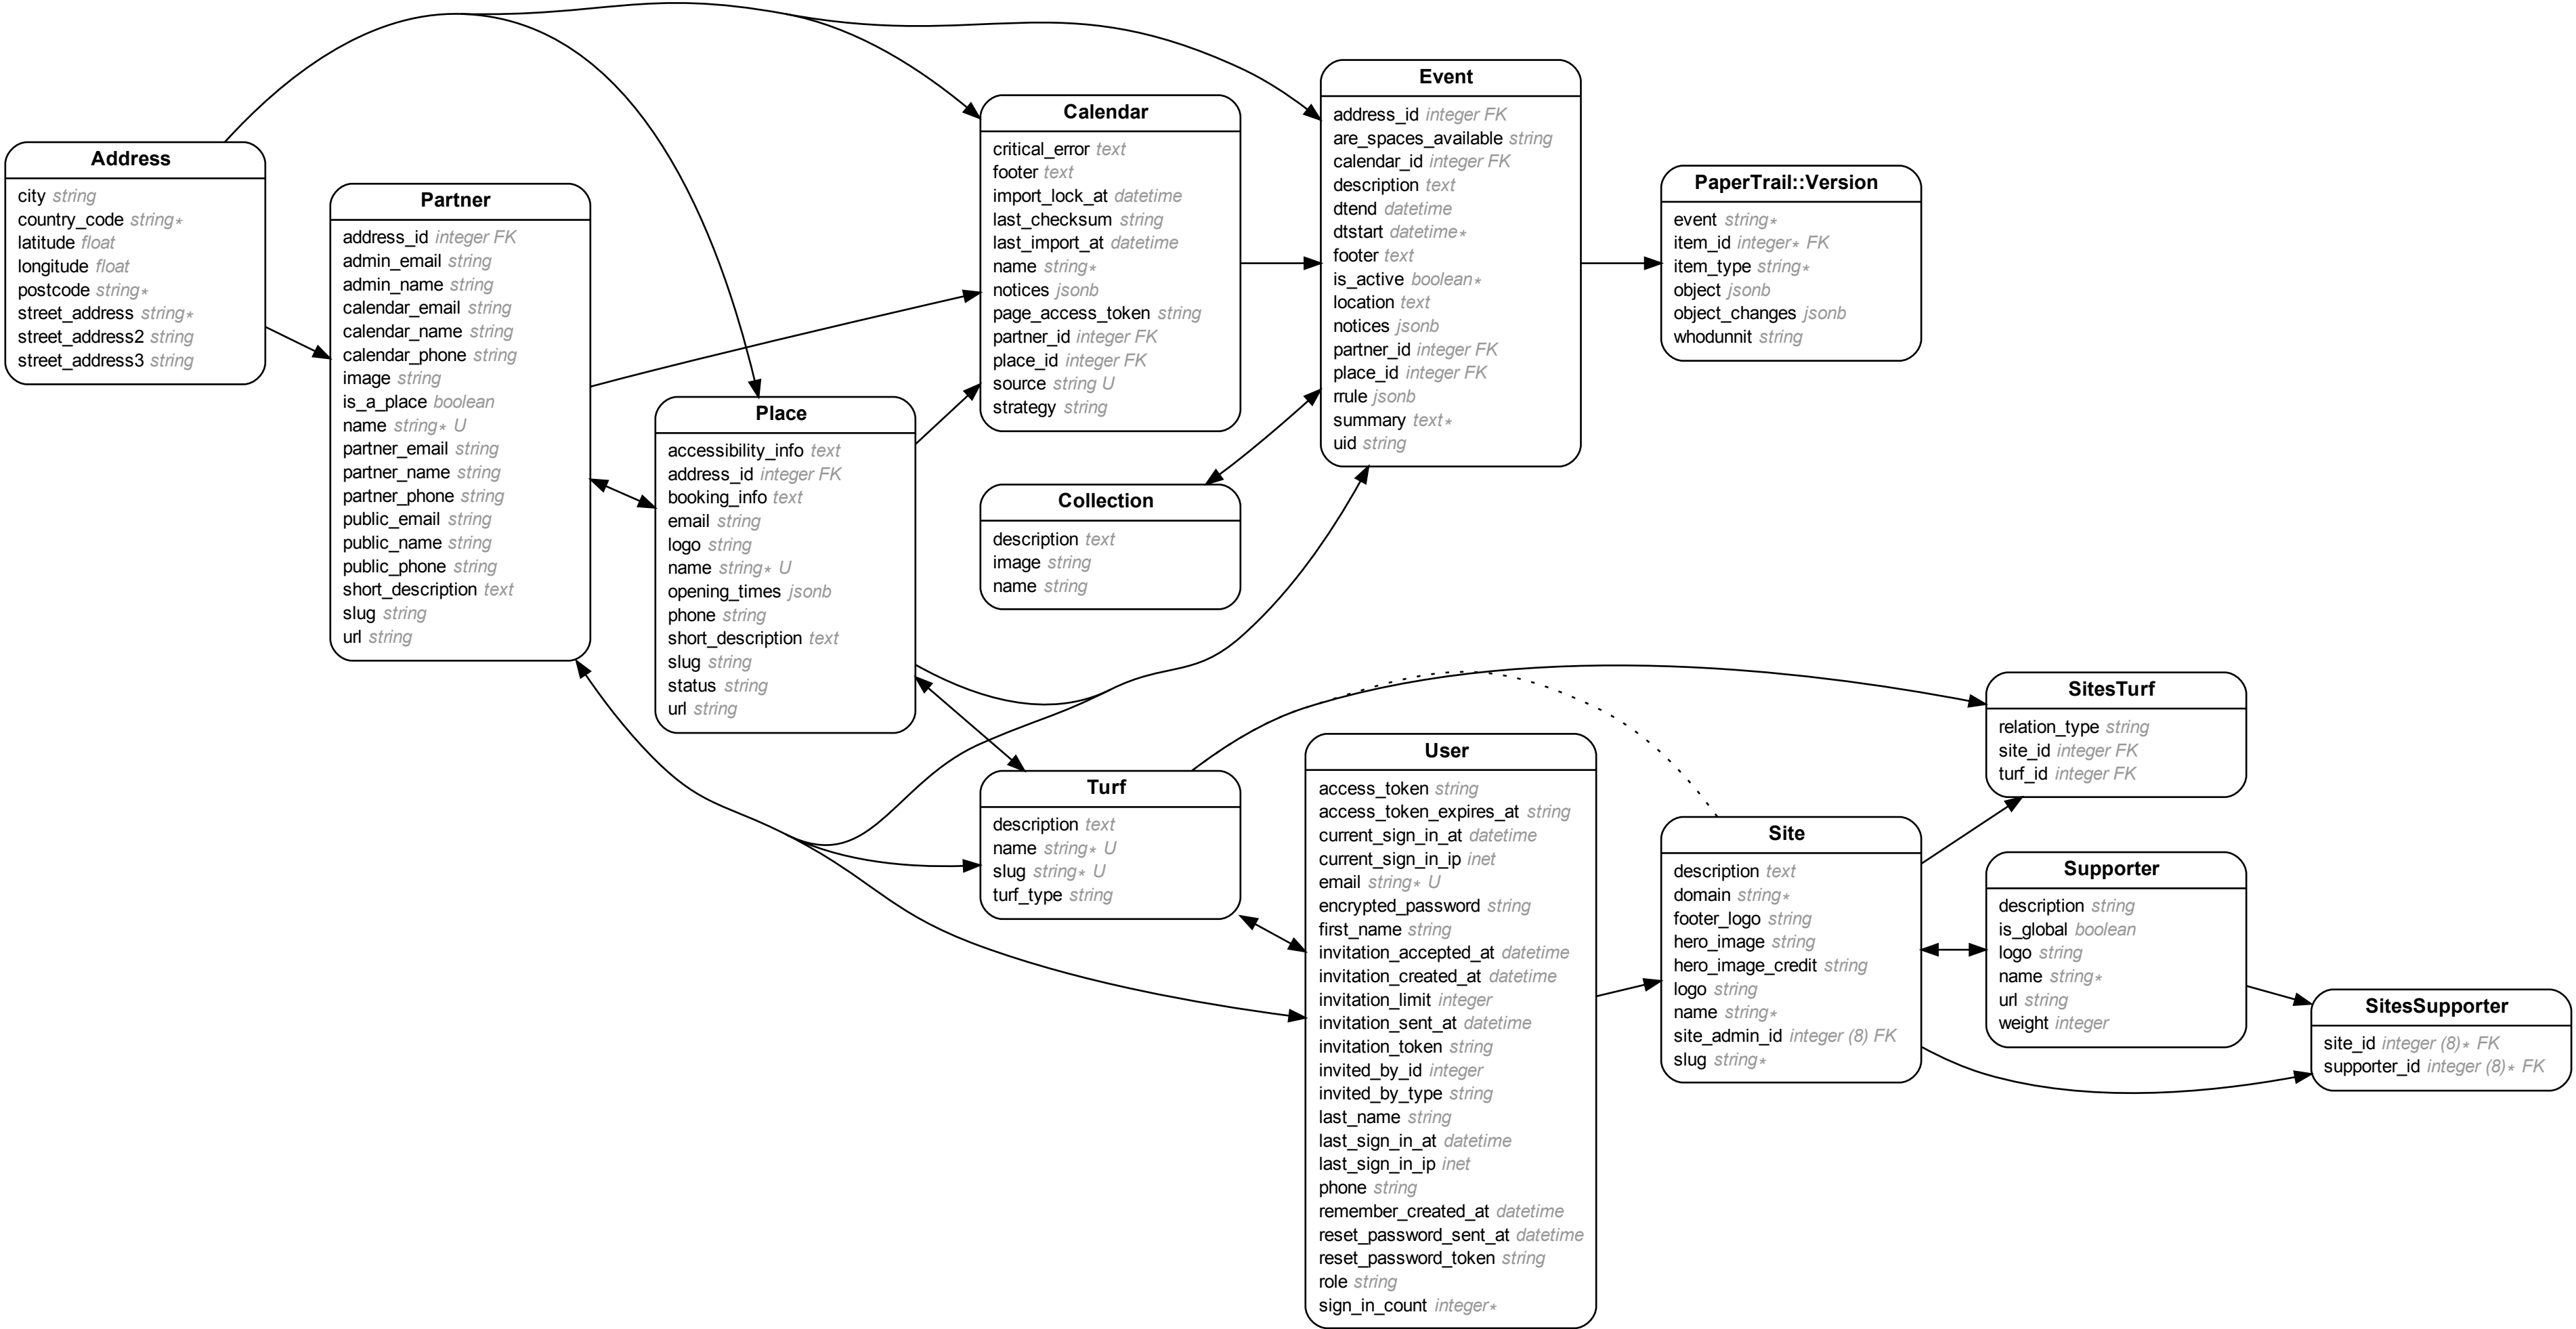 Address
city string
country_code string*
latitude float
longitude float
postcode string*
street_address string*
street_address2 string
street_address3 string
Partner
address_id integer FK
admin_email string
admin_name string
calendar_email string
calendar_name string
calendar_phone string
image string
is_a_place boolean
name string* U
partner_email string
partner_name string
partner_phone string
public_email string
public_name string
public_phone string
short_description text
slug string
url string
Place
accessibility_info text
address_id integer FK
booking_info text
email string
logo string
name string* U
opening_times jsonb
phone string
short_description text
slug string
status string
url string
Calendar
critical_error text
footer text
import_lock_at datetime
last_checksum string
last_import_at datetime
name string*
notices jsonb
page_access_token string
partner_id integer FK
place_id integer FK
source string U
strategy string
Collection
description text
image string
name string
Turf
description text
name string* U
slug string* U
turf_type string
Event
address_id integer FK
are_spaces_available string
calendar_id integer FK
description text
dtend datetime
dtstart datetime*
footer text
is_active boolean*
location text
notices jsonb
partner_id integer FK
place_id integer FK
rrule jsonb
summary text*
uid string
User
access_token string
access_token_expires_at string
current_sign_in_at datetime
current_sign_in_ip inet
email string* U
encrypted_password string
first_name string
invitation_accepted_at datetime
invitation_created_at datetime
invitation_limit integer
invitation_sent_at datetime
invitation_token string
invited_by_id integer
invited_by_type string
last_name string
last_sign_in_at datetime
last_sign_in_ip inet
phone string
remember_created_at datetime
reset_password_sent_at datetime
reset_password_token string
role string
sign_in_count integer*
PaperTrail::Version
event string*
item_id integer* FK
item_type string*
object jsonb
object_changes jsonb
whodunnit string
Site
description text
domain string*
footer_logo string
hero_image string
hero_image_credit string
logo string
name string*
site_admin_id integer (8) FK
slug string*
SitesTurf
relation_type string
site_id integer FK
turf_id integer FK
Supporter
description string
is_global boolean
logo string
name string*
url string
weight integer
SitesSupporter
site_id integer (8)* FK
supporter_id integer (8)* FK